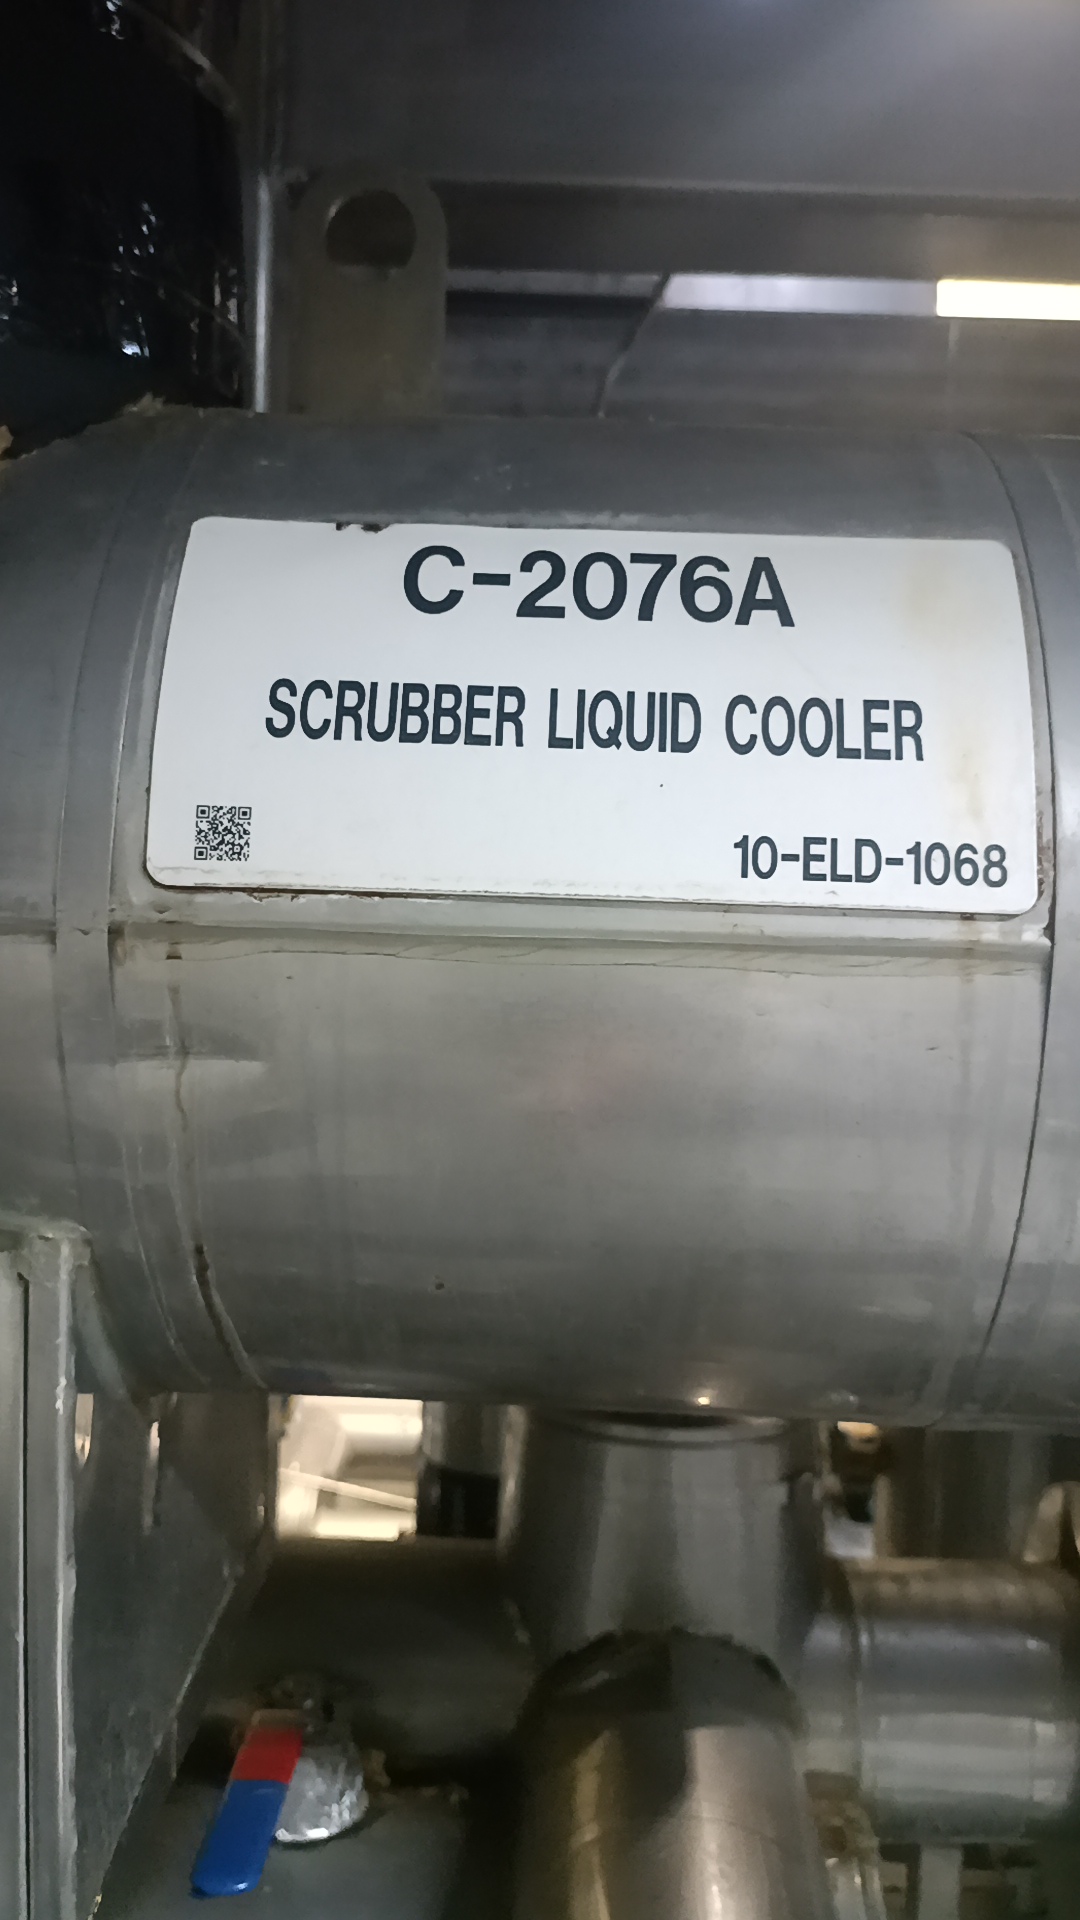 C-2076A
SCRUBBER LIQUID COOLER
10-ELD-1068